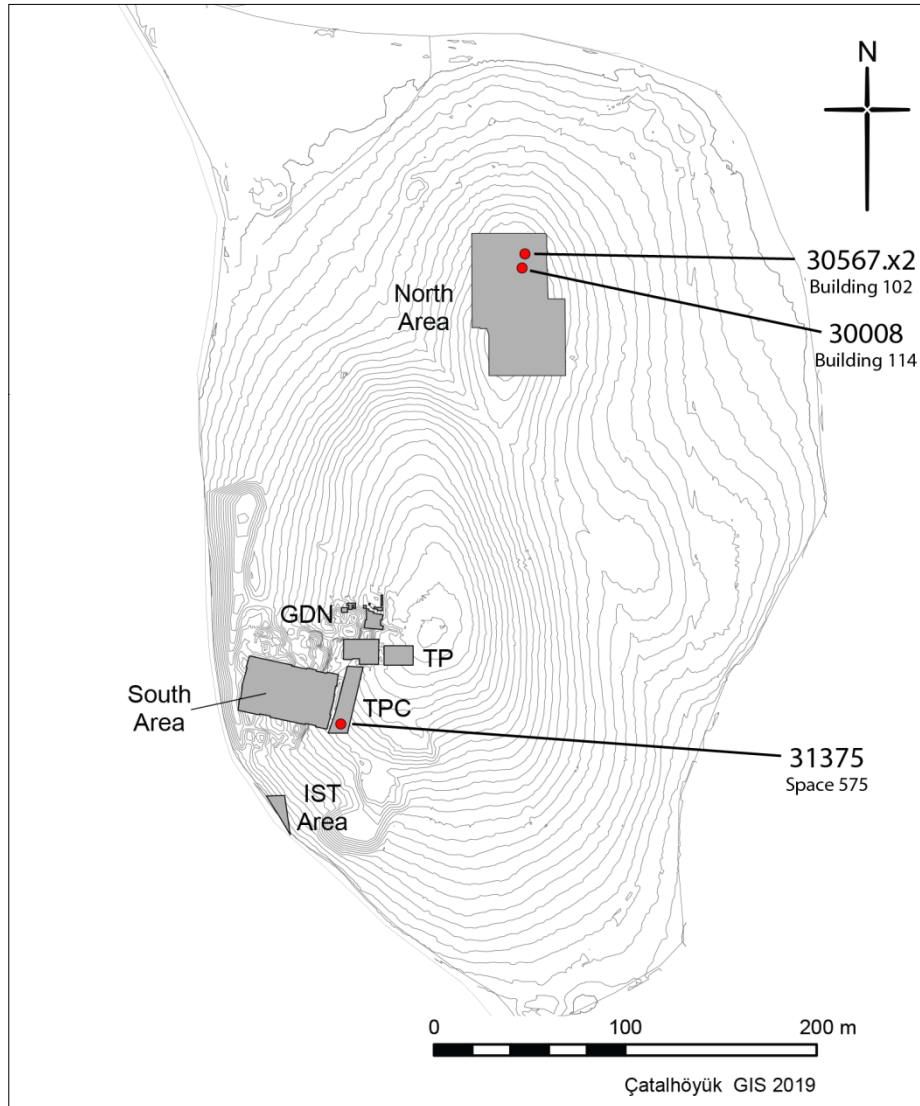 N
30567.x2
Building 102
North
Area
30008
Building 114
GDN
TP
South
Area
TPC
31375
Space 575
IST
Area
0 100 200 m
Çatalhöyük GIS 2019